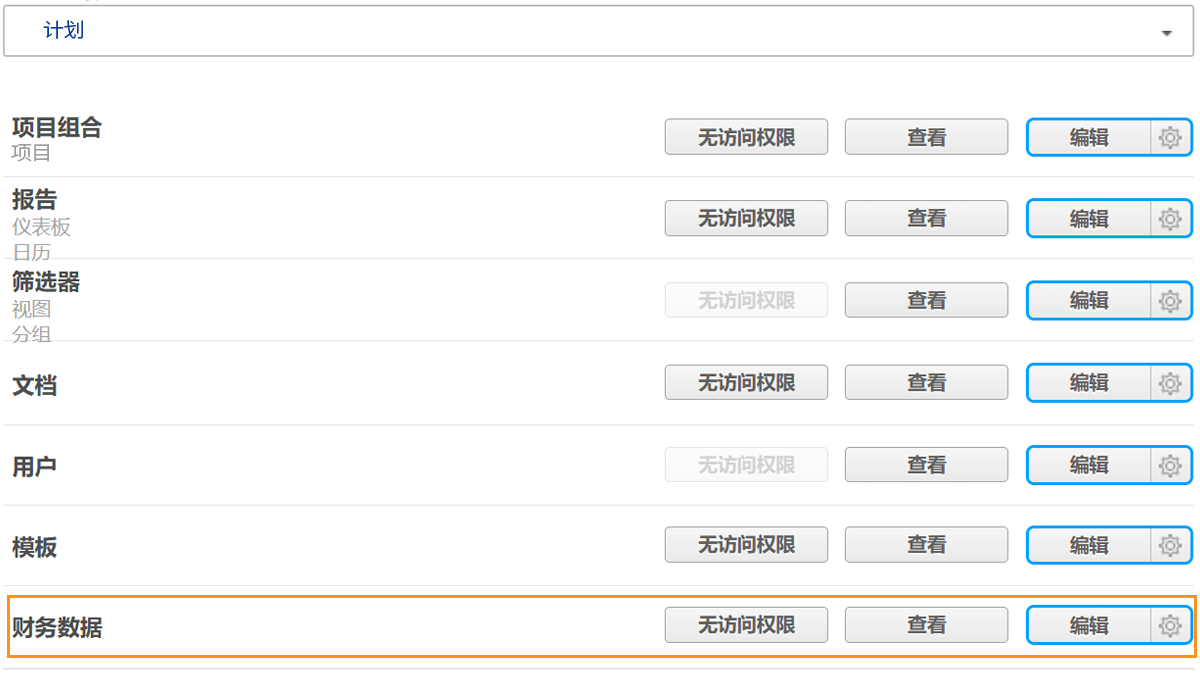 计划
项目组合
项目
无访问权限 查看 编辑
报告
仪表板
日历
无访问权限 查看 编辑
筛选器
视图
分组
无访问权限 查看 编辑
文档 无访问权限 查看 编辑
用户 无访问权限 查看 编辑
模板 无访问权限 查看 编辑
财务数据 无访问权限 查看 编辑